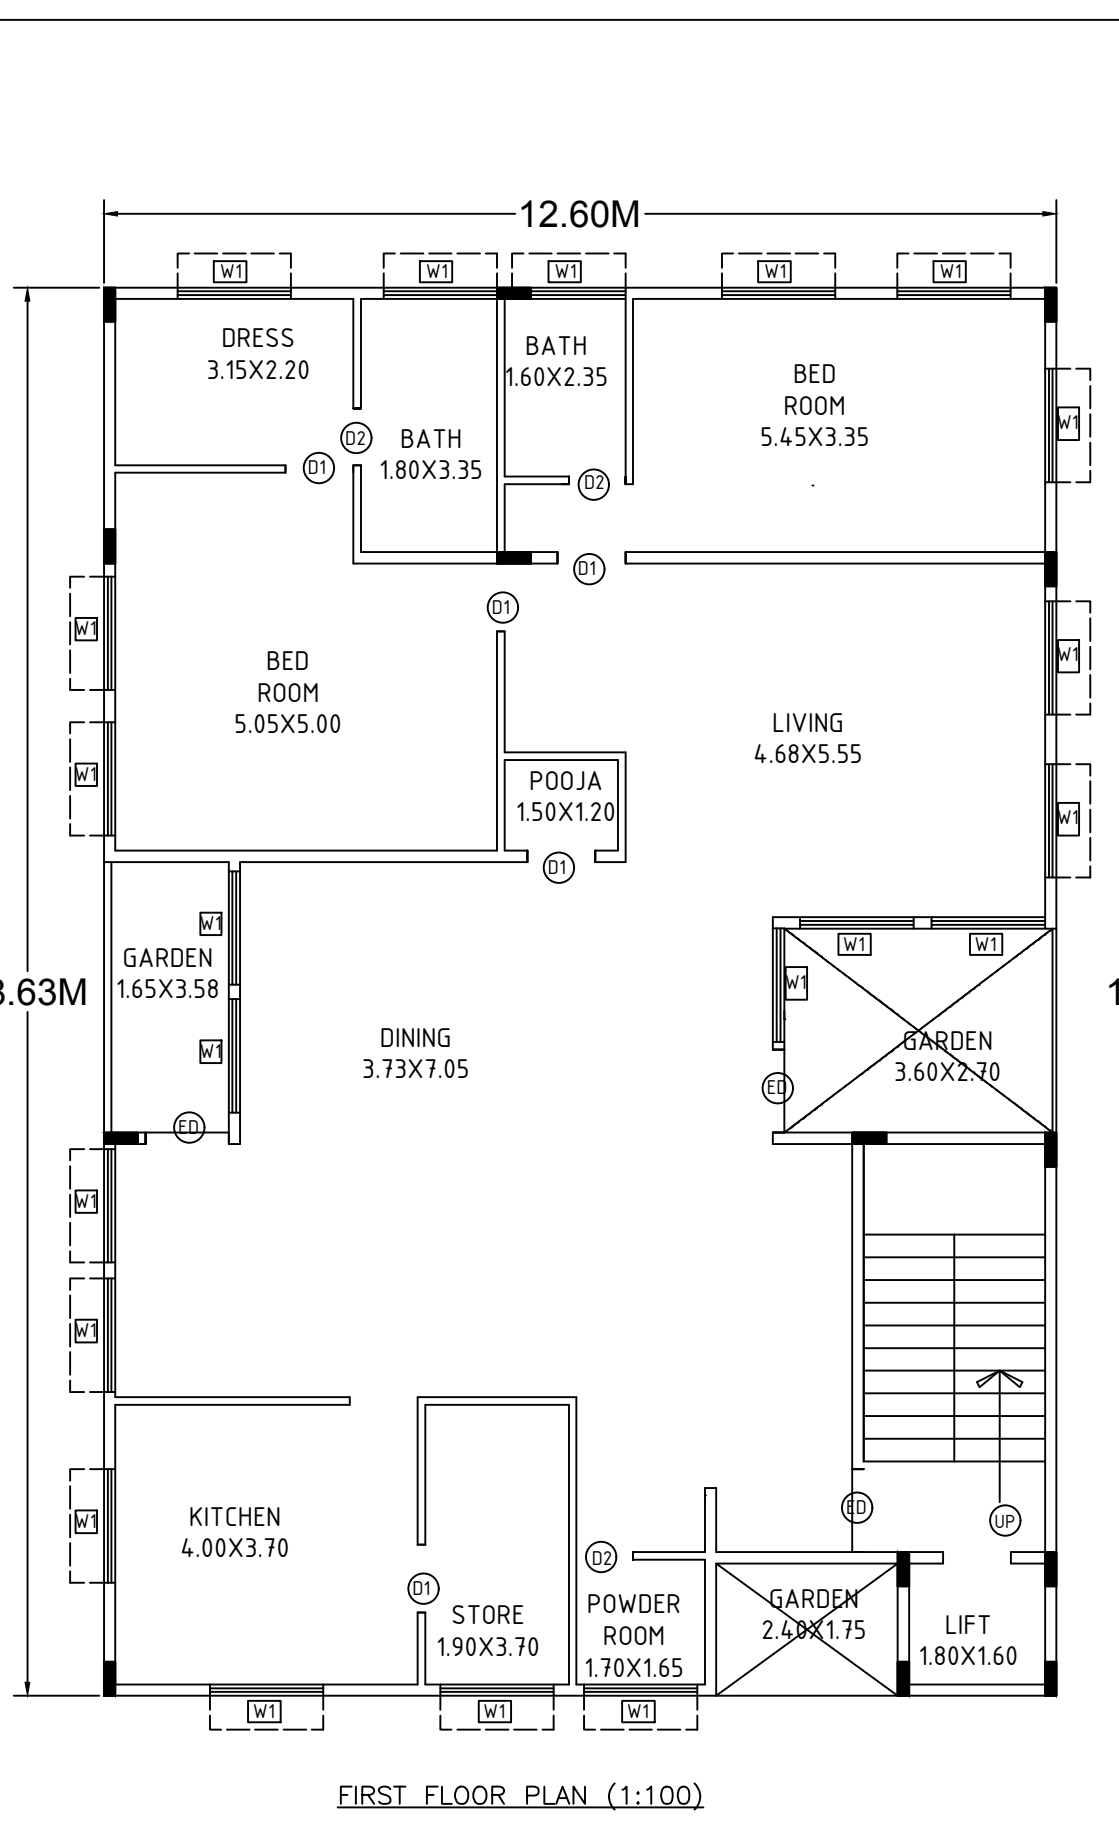 12.60M
W1
W1
W1
W1
W1
DRESS
3.15X2.20
BATH
1.60X2.35
BED
ROOM
5.45X3.35
W1
D2
BATH
1.80X3.35
D1
D2
D1
D1
W1
BED
ROOM
5.05X5.00
W1
LIVING
4.68X5.55
W1
POOJA
1.50X1.20
W1
D1
W1
GARDEN
1.65X3.58
W1
W1
W1
W1
.63M
1
DINING
3.73X7.05
GARDEN
3.60X2.70
ED
ED
W1
W1
KITCHEN
4.00X3.70
W1
ED
UP
D1
D2
STORE
1.90X3.70
POWDER
ROOM
1.70X1.65
GARDEN
2.40X1.75
LIFT
1.80X1.60
W1
W1
W1
FIRST FLOOR PLAN (1:100)